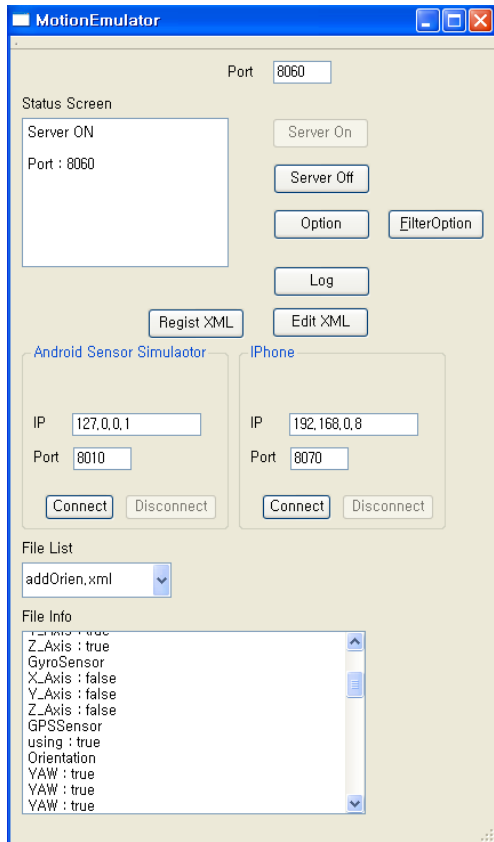 MotionEmulator
Port 8060
Status Screen
Server ON
Port : 8060
Server On
Server Off
Option
FilterOption
Log
Regist XML
Edit XML
Android Sensor Simulaotor
IP 127,0,0,1
Port 8010
Connect Disconnect
IPhone
IP 192,168,0,8
Port 8070
Connect Disconnect
File List
addOrien,xml
File Info
Y_Axis : true
Z_Axis : true
GyroSensor
X_Axis : false
Y_Axis : false
Z_Axis : false
GPSSensor
using : true
Orientation
YAW : true
YAW : true
YAW : true